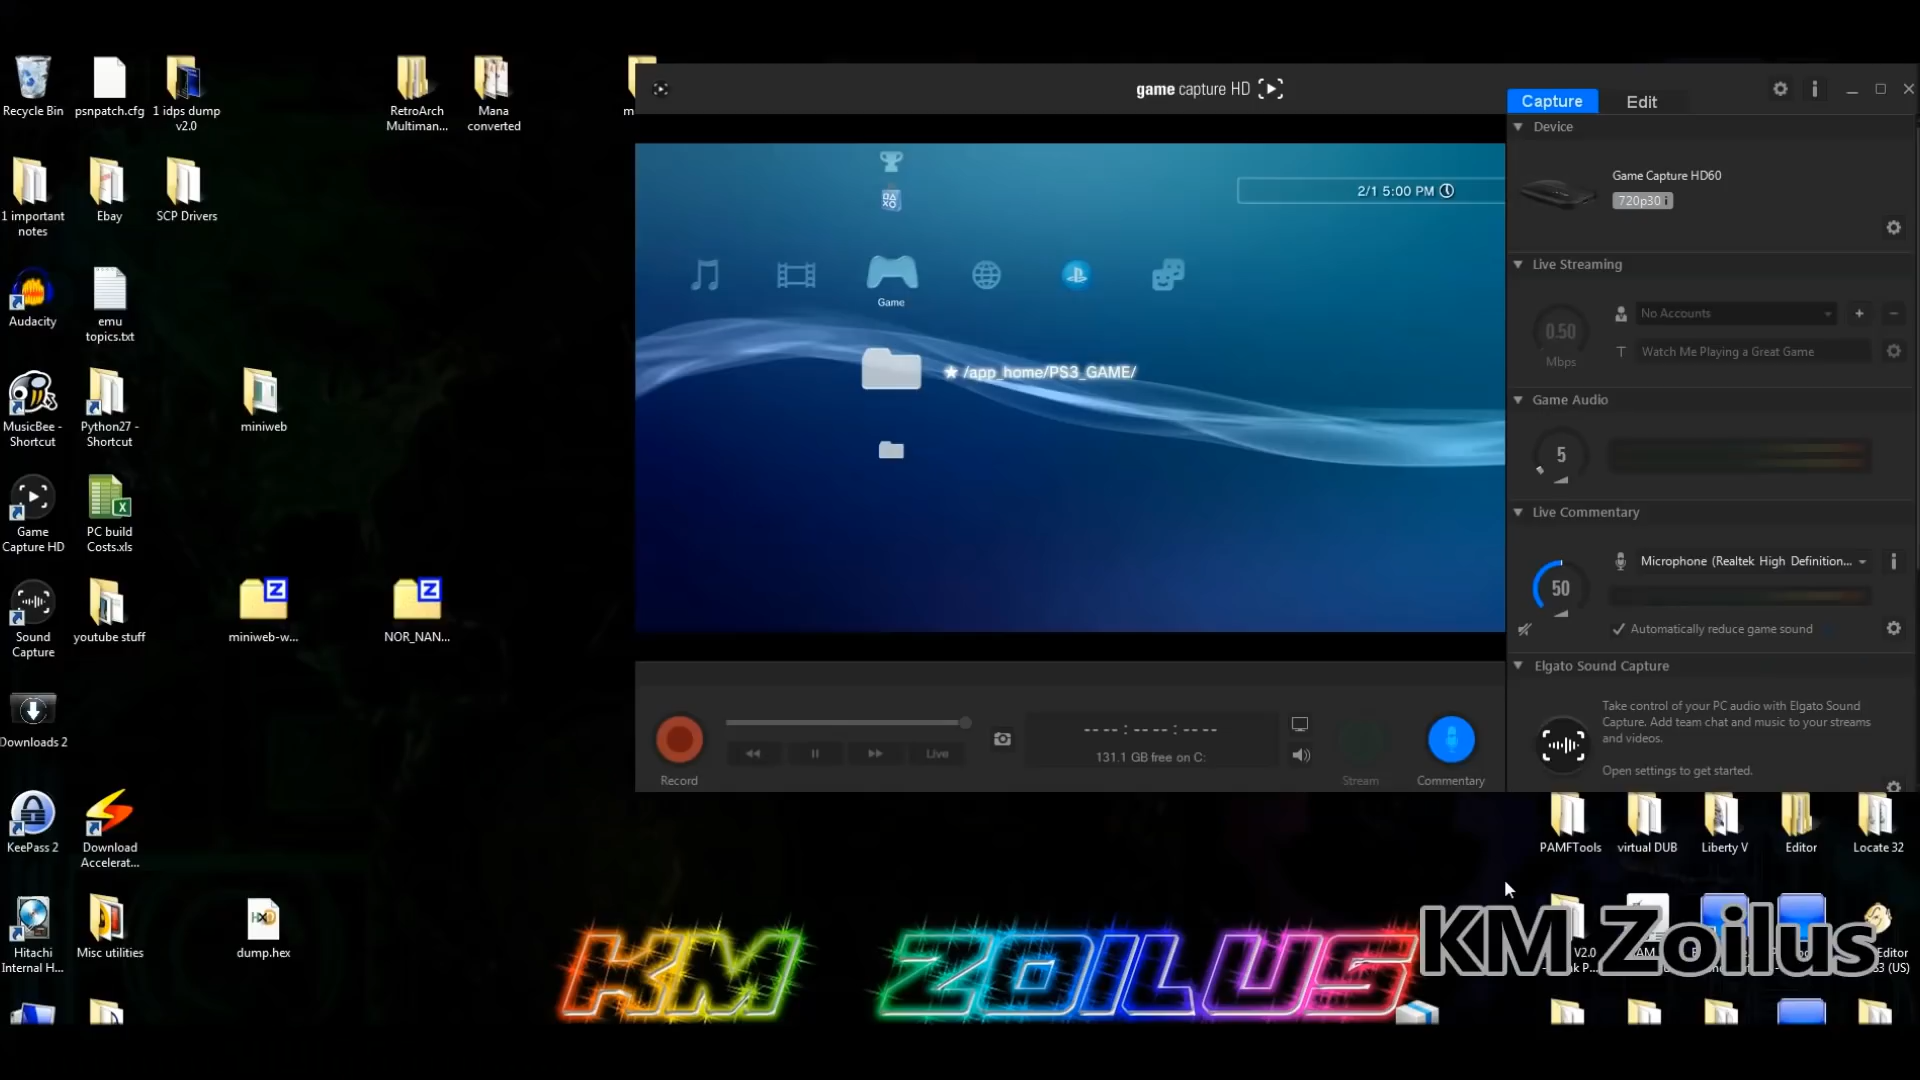 Recycle Bin
psnpatch.cfg
1 idps dump
v2.0
RetroArch
Multiman...
Mana
converted
m
1 important
notes
Ebay
SCP Drivers
Audacity
emu
topics.txt
MusicBee -
Shortcut
Python27 -
Shortcut
miniweb
Game
Capture HD
PC build
Costs.xls
Sound
Capture
youtube stuff
miniweb-w...
NOR_NAN...
Downloads 2
KeePass 2
Download
Accelerat...
Hitachi
Internal H...
Misc utilities
dump.hex
game capture HD
2/1 5:00 PM
Game
/app_home/PS3_GAME/
Record
Live
-- -- : -- -- : -- --
131.1 GB free on C:
Stream
Commentary
Capture
Edit
Device
Game Capture HD60
720p30 i
Live Streaming
0.50
Mbps
No Accounts
Watch Me Playing a Great Game
Game Audio
5
Live Commentary
50
Microphone (Realtek High Definition...
Automatically reduce game sound
Elgato Sound Capture
Take control of your PC audio with Elgato Sound
Capture. Add team chat and music to your streams
and videos.
Open settings to get started.
PAMFTools
virtual DUB
Liberty V
Editor
Locate 32
V2.0
Editor
(US)
KM ZOILUS
KM Zoilus